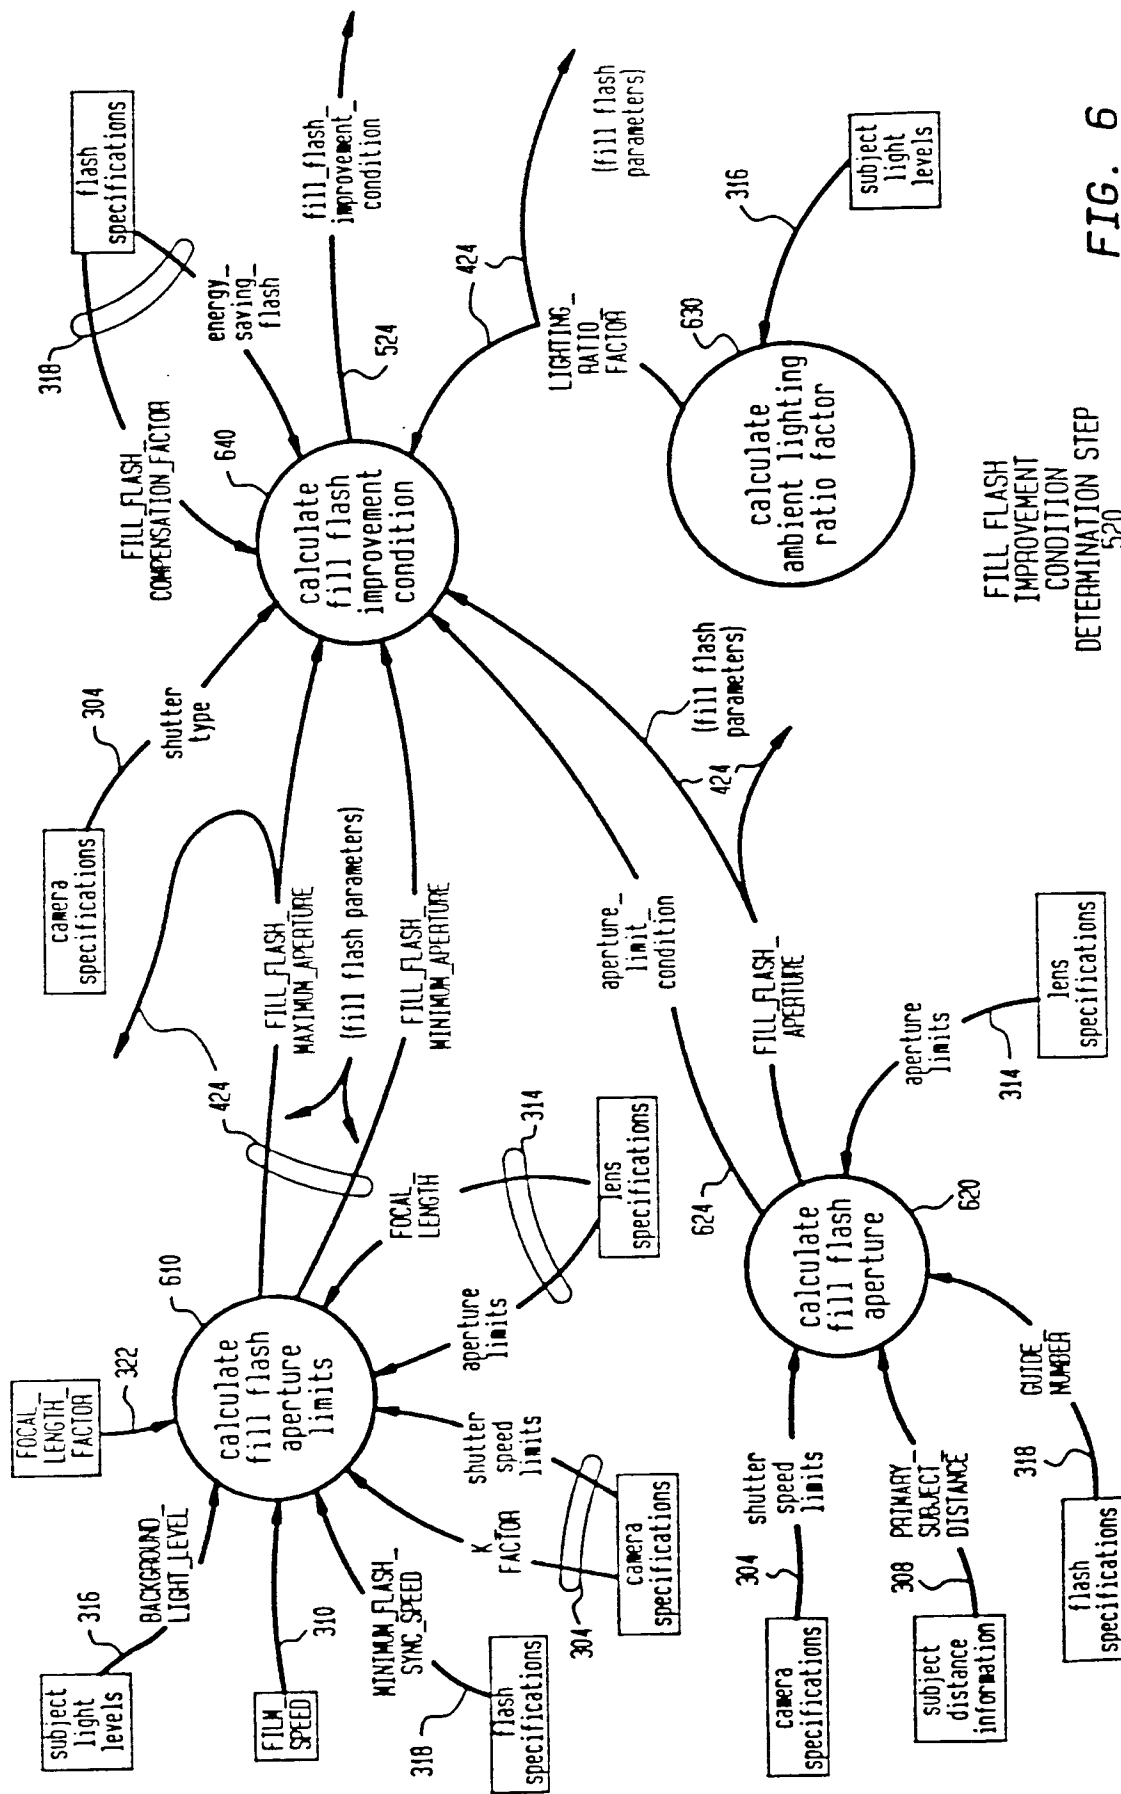 subject
light
levels
316
BACKGROUND_
LIGHT_LEVEL
FOCAL_
LENGTH_
FACTOR
322
610
calculate
fill flash
aperture
limits
FILM_
SPEED
310
MINIMUM_FLASH_
SYNC_SPEED
318
flash
specifications
K
FACTOR
shutter
speed
limits
304
camera
specifications
aperture
limits
FOCAL_
LENGTH
314
lens
specifications
424
FILL_FLASH_
MAXIMUM_APERTURE
(fill flash parameters)
FILL_FLASH_
MINIMUM_APERTURE
camera
specifications
304
shutter
type
FILL_FLASH_
COMPENSATION_FACTOR
318
flash
specifications
energy_
saving_
flash
640
calculate
fill flash
improvement
condition
524
fill_flash_
improvement_
condition
424
424
(fill flash
parameters)
LIGHTING_
RATIO_
FACTOR
630
calculate
ambient lighting
ratio factor
316
subject
light
levels
camera
specifications
304
shutter
speed
limits
subject
distance
information
308
PRIMARY_
SUBJECT_
DISTANCE
flash
specifications
318
GUIDE_
NUMBER
calculate
fill flash
aperture
620
624
aperture_
limit_
condition
FILL_FLASH_
APERTURE
424
(fill flash
parameters)
aperture
limits
314
lens
specifications
FILL FLASH
IMPROVEMENT
CONDITION
DETERMINATION STEP
520
FIG. 6